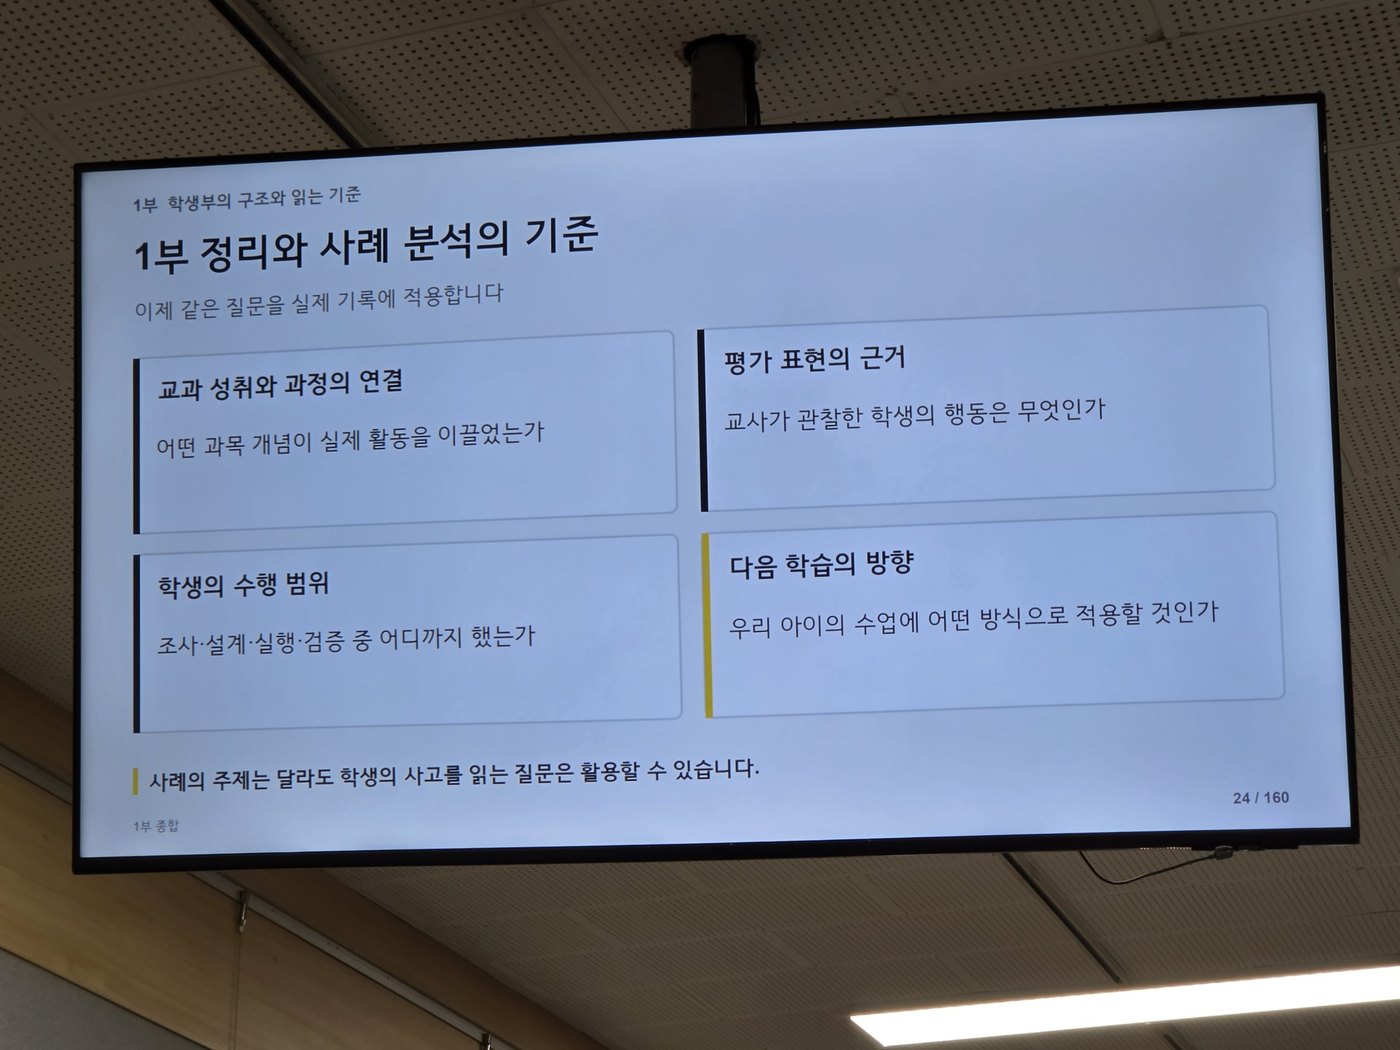 1부 학생부의 구조와 읽는 기준
1부 정리와 사례 분석의 기준
이제 같은 질문을 실제 기록에 적용합니다
교과 성취와 과정의 연결
어떤 과목 개념이 실제 활동을 이끌었는가
평가 표현의 근거
교사가 관찰한 학생의 행동은 무엇인가
학생의 수행 범위
조사·설계·실행·검증 중 어디까지 했는가
다음 학습의 방향
우리 아이의 수업에 어떤 방식으로 적용할 것인가
사례의 주제는 달라도 학생의 사고를 읽는 질문은 활용할 수 있습니다.
1부 종합
24 / 160